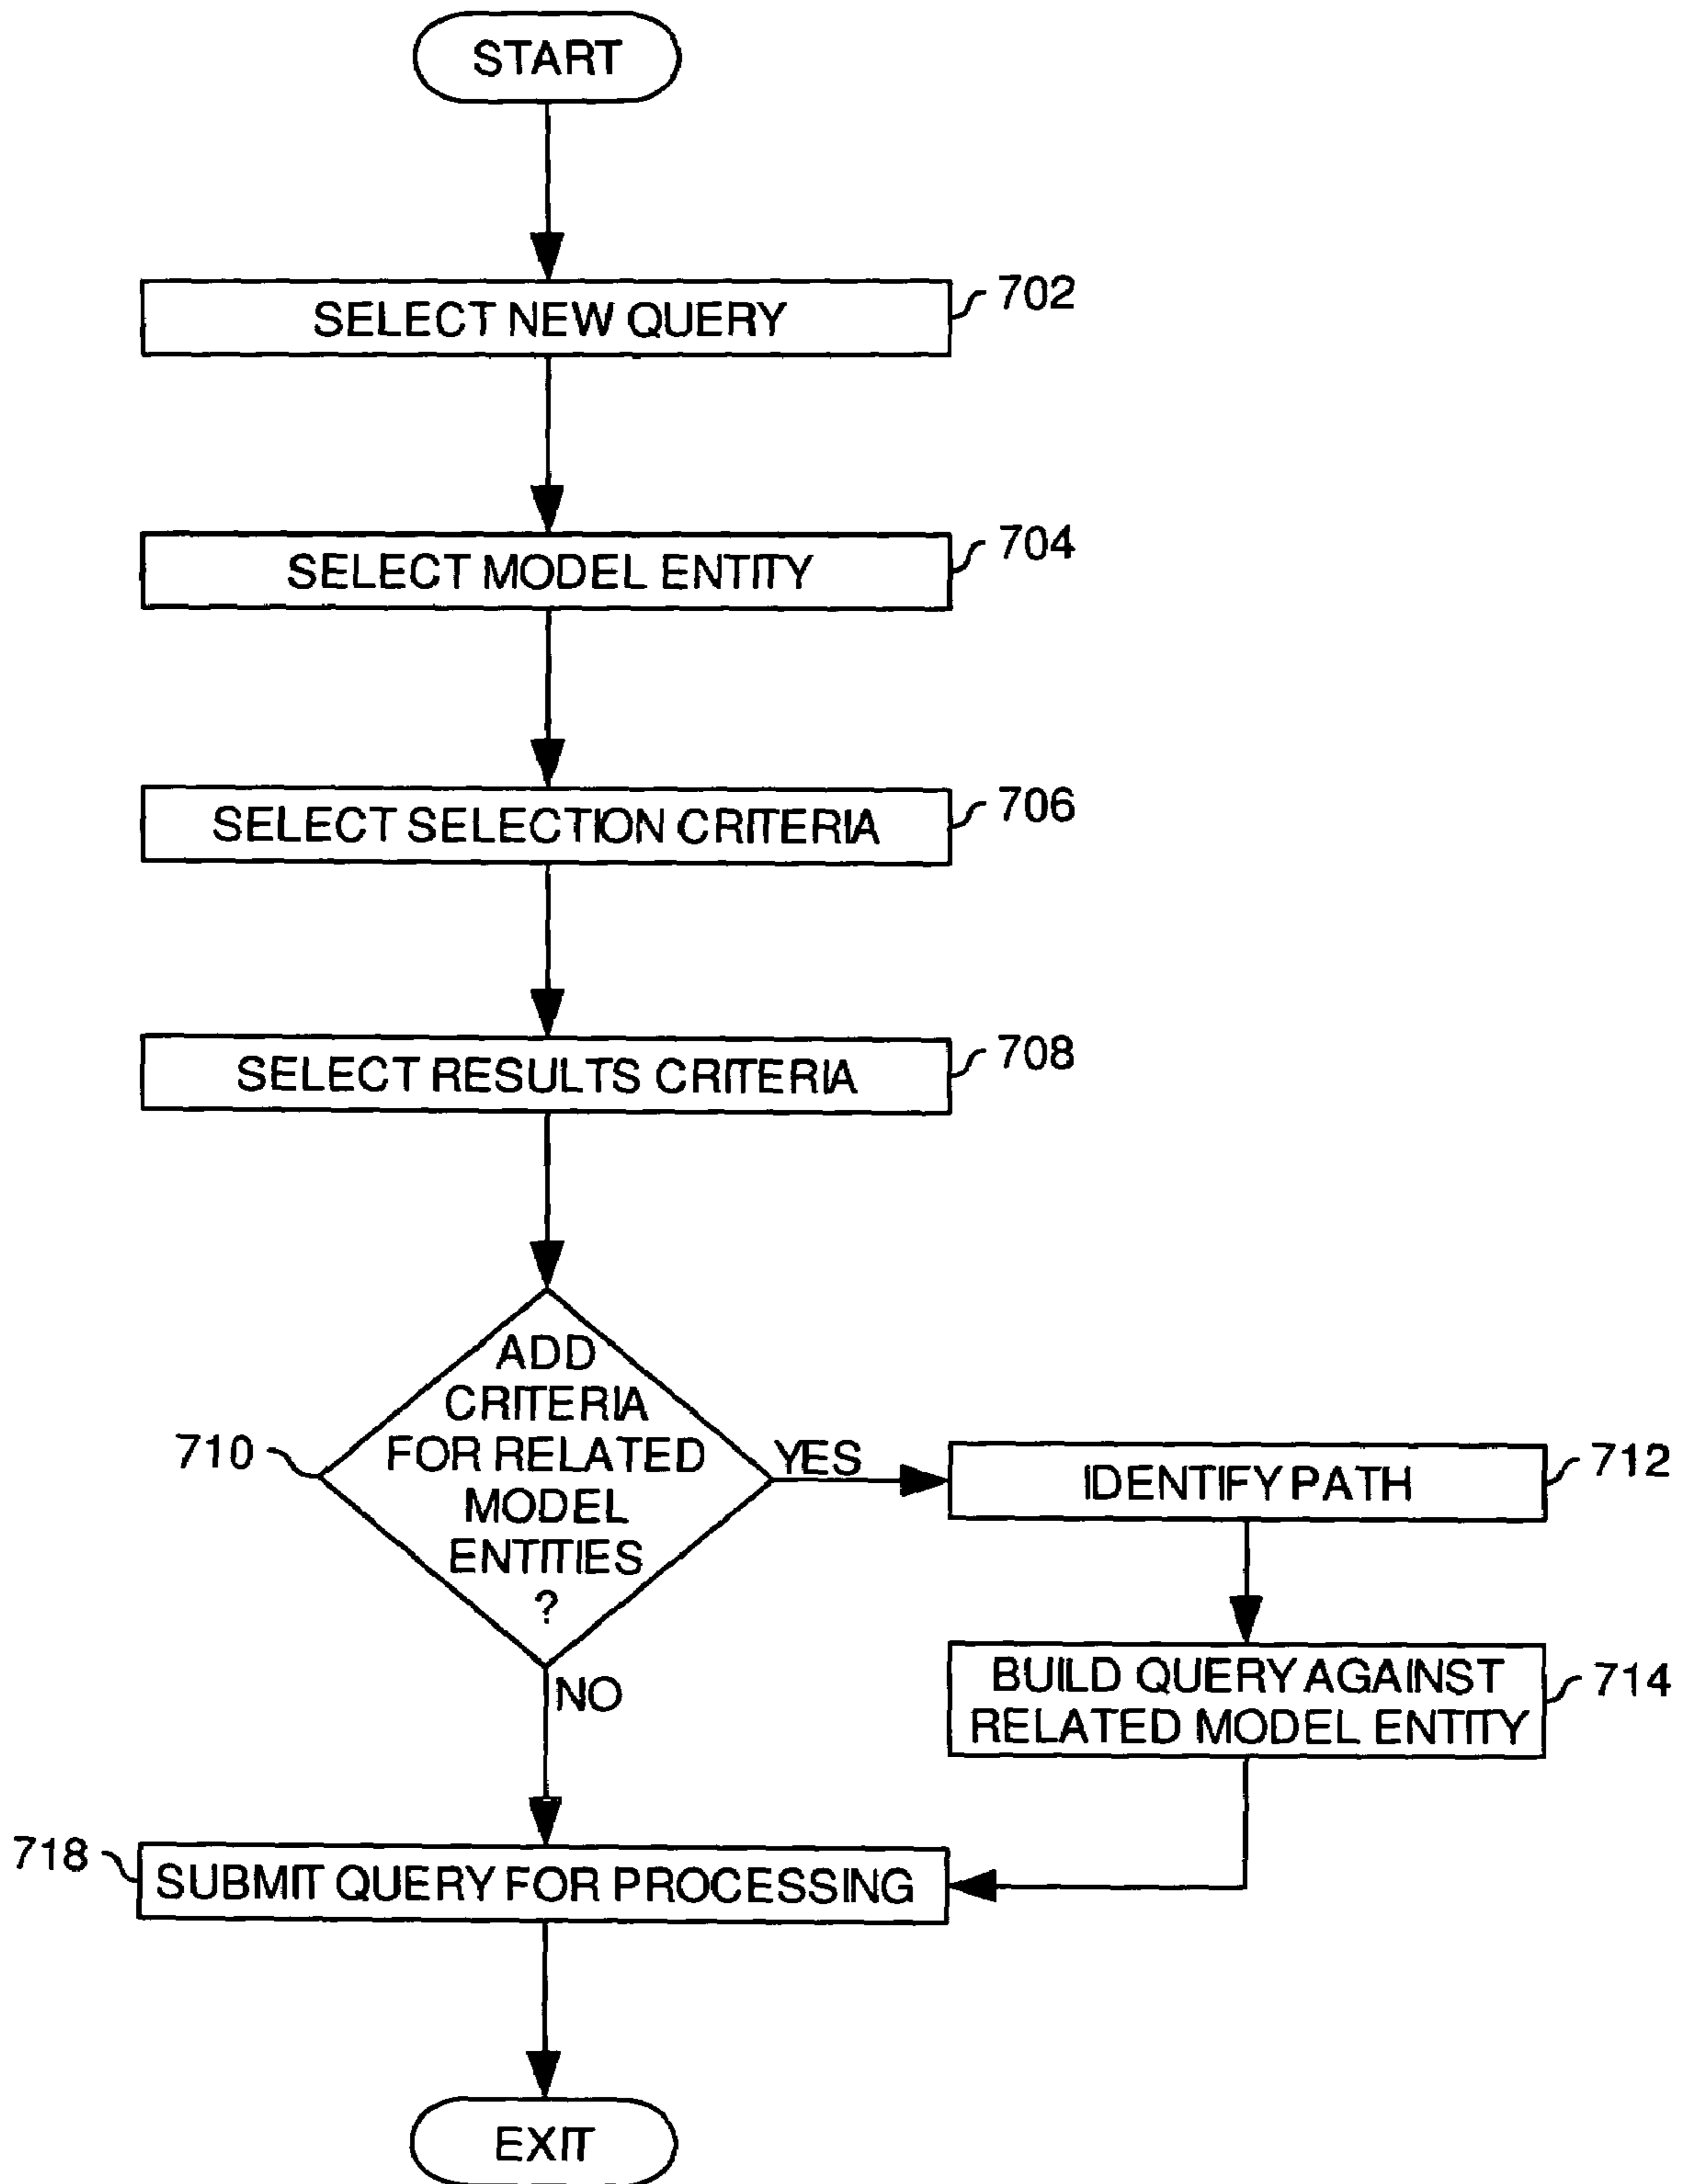 START
SELECT NEW QUERY
702
SELECT MODEL ENTITY
704
SELECT SELECTION CRITERIA
706
SELECT RESULTS CRITERIA
708
ADD
CRITERIA
FOR RELATED
MODEL
ENTITIES
?
710
YES
IDENTIFY PATH
712
BUILD QUERY AGAINST
RELATED MODEL ENTITY
714
NO
718
SUBMIT QUERY FOR PROCESSING
EXIT